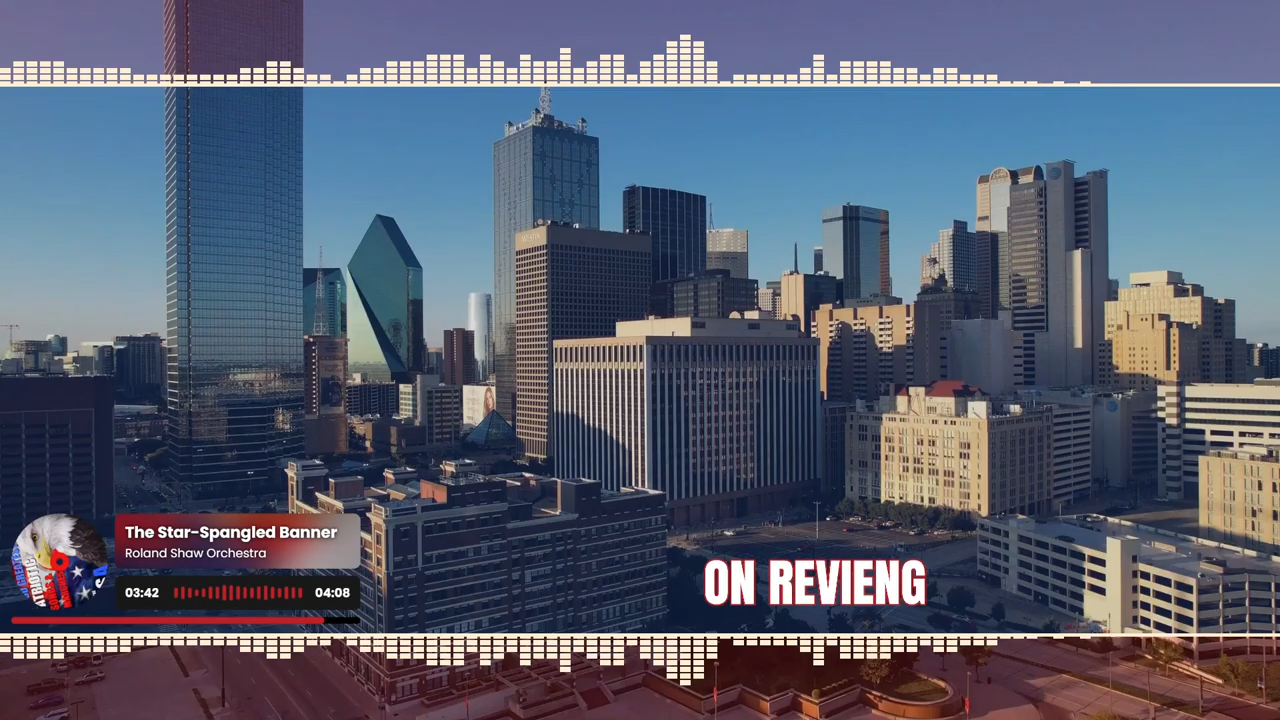 The Star-Spangled Banner
Roland Shaw Orchestra
03:42
04:08
ON REVIENG